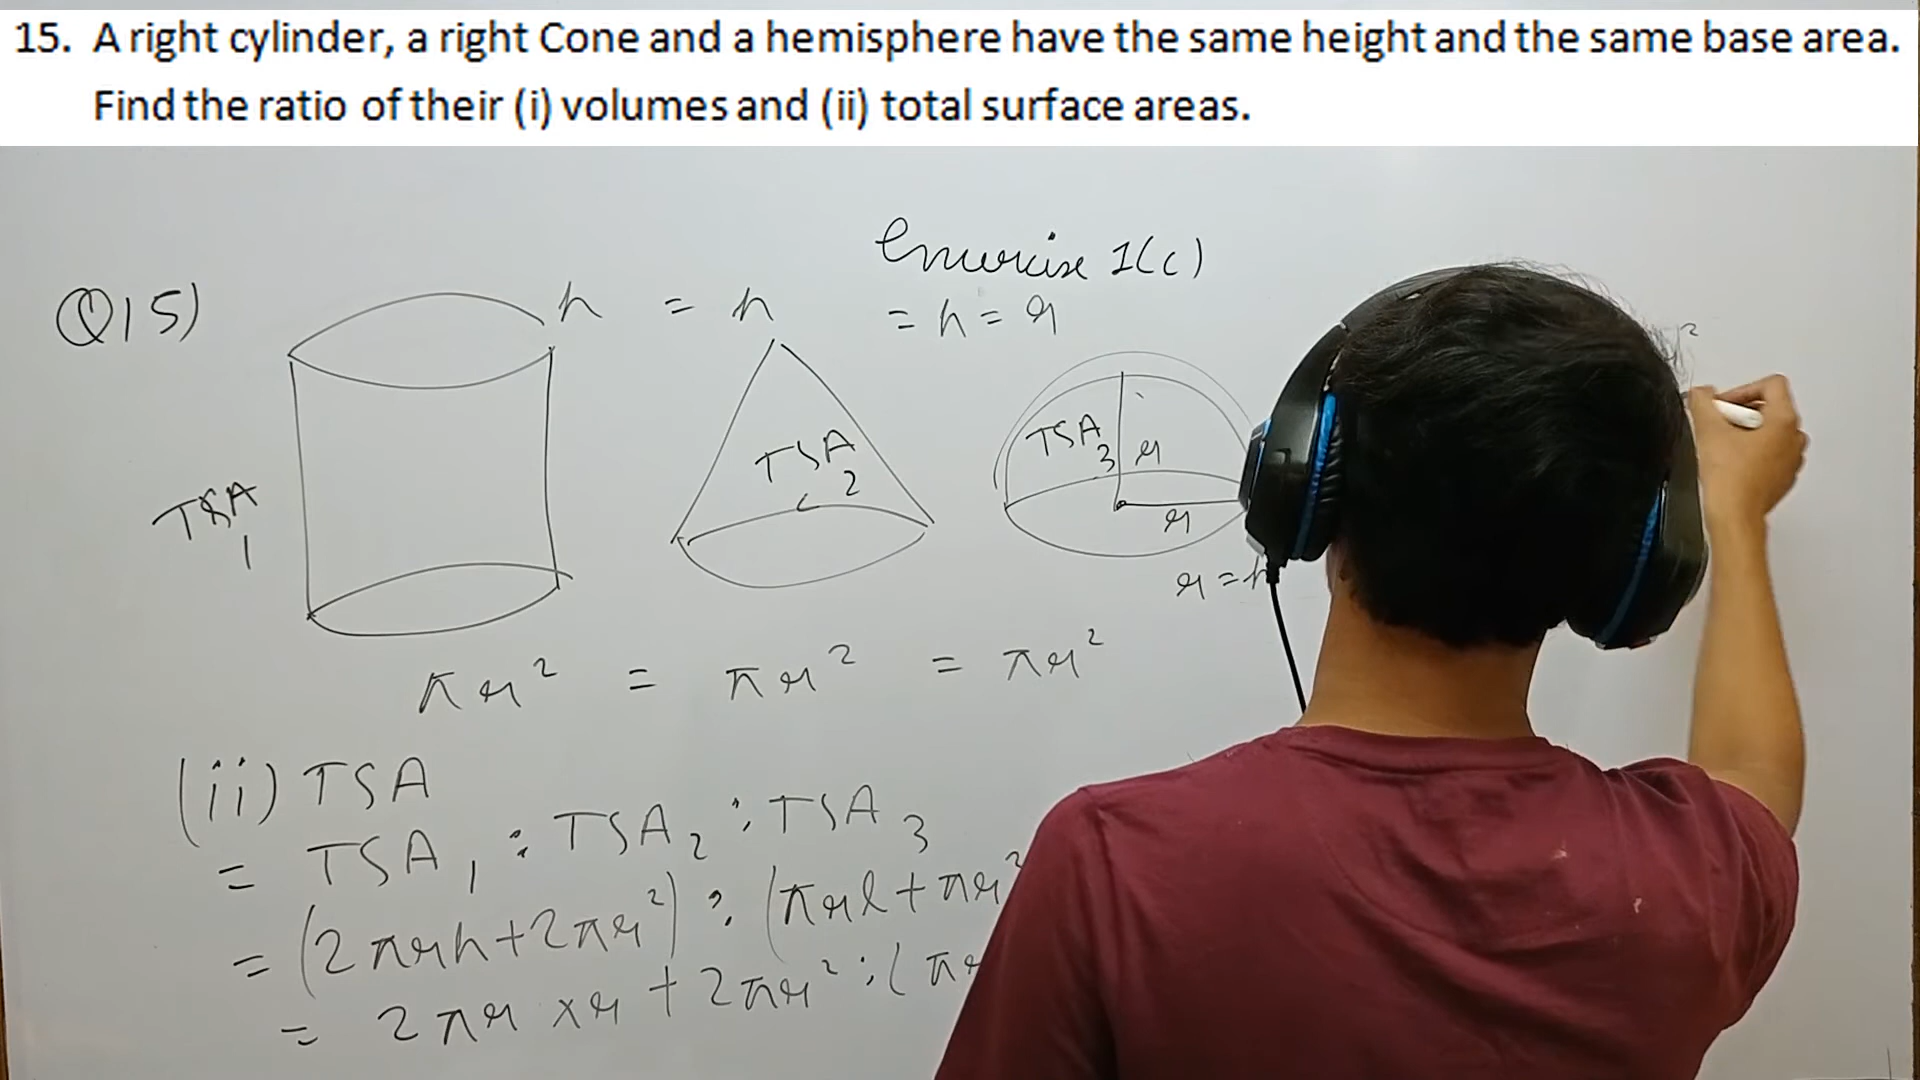 15. A right cylinder, a right Cone and a hemisphere have the same height and the same base area.
Find the ratio of their (i) volumes and (ii) total surface areas.
Exercise 1(c)
Q15)
h = h = h = r
TSA 1
TSA 2
TSA 3
r
r
r = h
πr² = πr² = πr²
(ii) TSA
= TSA₁ : TSA₂ : TSA₃
= (2πrh + 2πr²) : (πrl + πr²
= 2πr × r + 2πr² : (πr